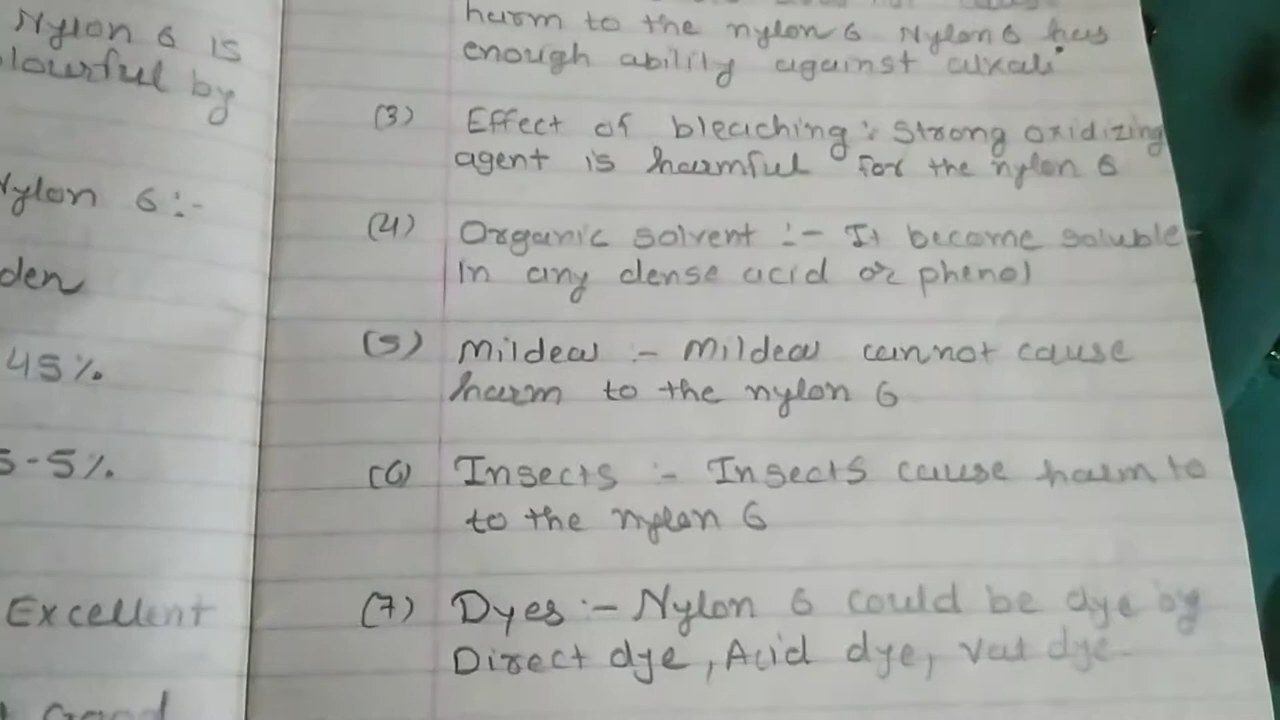 Nylon 6 is
lourful by
Nylon 6:-
den
45%
5-5%.
Excellent
Good
harm to the nylon 6 Nylon 6 has
enough ability against alkali
(3) Effect of bleaching : Strong oxidizing
agent is harmful for the nylon 6
(4) Organic solvent :- It become soluble
in any dense acid or phenol
(5) Mildew :- Mildew cannot cause
harm to the nylon 6
(6) Insects :- Insects cause harm to
to the nylon 6
(7) Dyes :- Nylon 6 could be dye by
Direct dye, Acid dye, vat dye-